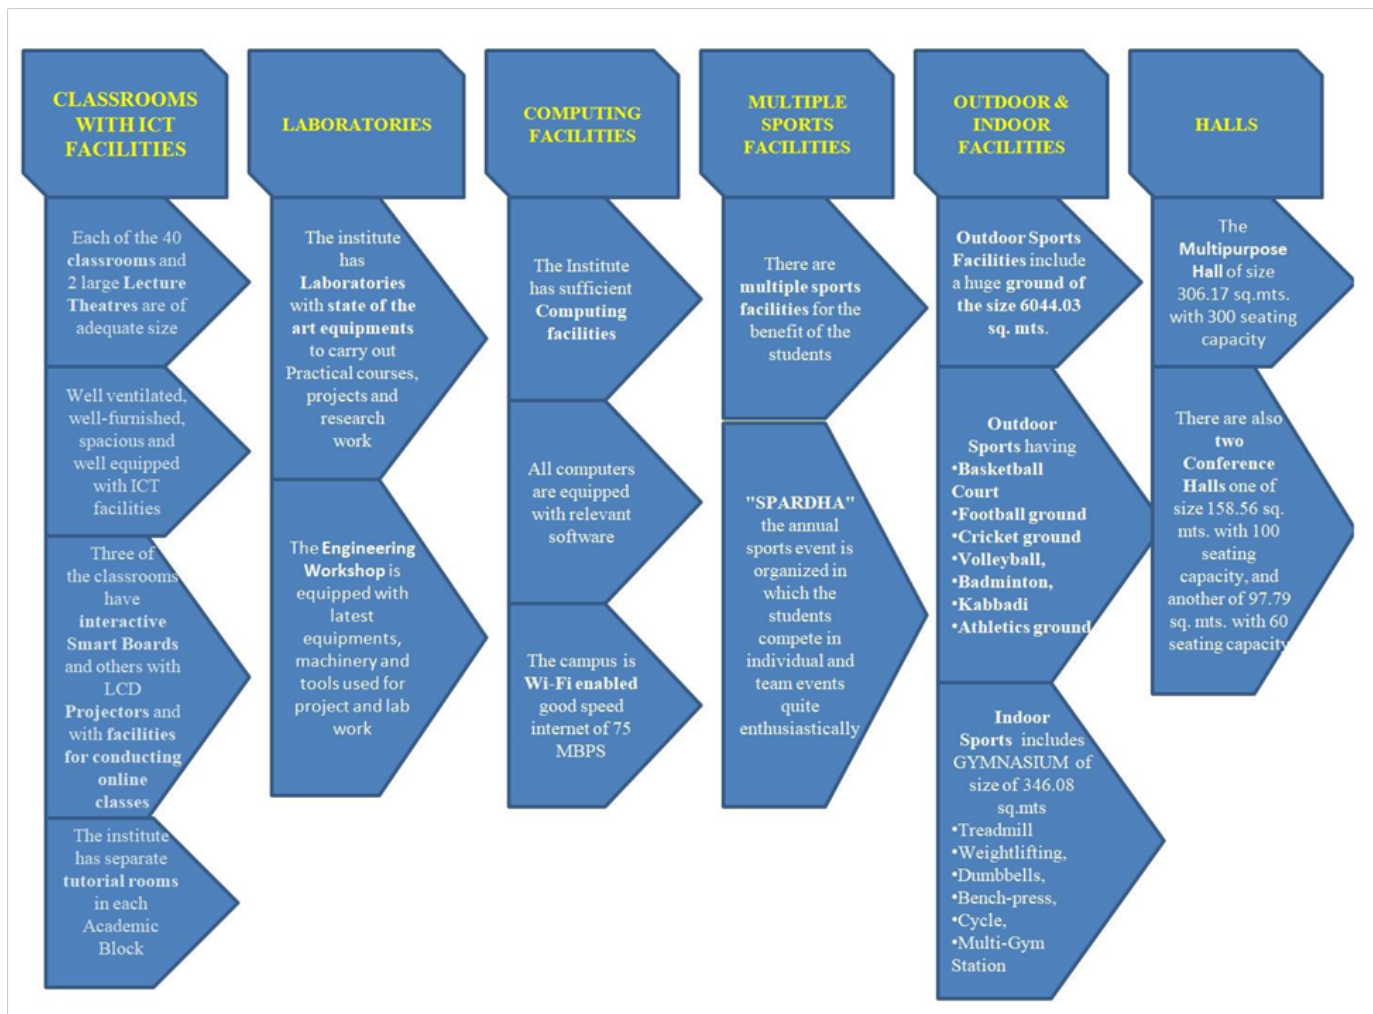 CLASSROOMS
WITH ICT
FACILITIES
Each of the 40
classrooms and
2 large Lecture
Theatres are of
adequate size
Well ventilated,
well-furnished,
spacious and
well equipped
with ICT
facilities
Three of
the classrooms
have
interactive
Smart Boards
and others with
LCD
Projectors and
with facilities
for conducting
online
classes
The institute
has separate
tutorial rooms
in each
Academic
Block
LABORATORIES
The institute
has
Laboratories
with state of the
art equipments
to carry out
Practical courses,
projects and
research
work
The Engineering
Workshop is
equipped with
latest
equipments,
machinery and
tools used for
project and lab
work
COMPUTING
FACILITIES
The Institute
has sufficient
Computing
facilities
All computers
are equipped
with relevant
software
The campus is
Wi-Fi enabled
good speed
internet of 75
MBPS
MULTIPLE
SPORTS
FACILITIES
There are
multiple sports
facilities for the
benefit of the
students
"SPARDHA"
the annual
sports event is
organized in
which the
students
compete in
individual and
team events
quite
enthusiastically
OUTDOOR &
INDOOR
FACILITIES
Outdoor Sports
Facilities include
a huge ground of
the size 6044.03
sq. mts.
Outdoor
Sports having
•Basketball
Court
•Football ground
•Cricket ground
•Volleyball,
•Badminton,
•Kabbadi
•Athletics ground
Indoor
Sports includes
GYMNASIUM of
size of 346.08
sq.mts
•Treadmill
•Weightlifting,
•Dumbbells,
•Bench-press,
•Cycle,
•Multi-Gym
Station
HALLS
The
Multipurpose
Hall of size
306.17 sq.mts.
with 300 seating
capacity
There are also
two
Conference
Halls one of
size 158.56 sq.
mts. with 100
seating
capacity, and
another of 97.79
sq. mts. with 60
seating capacity